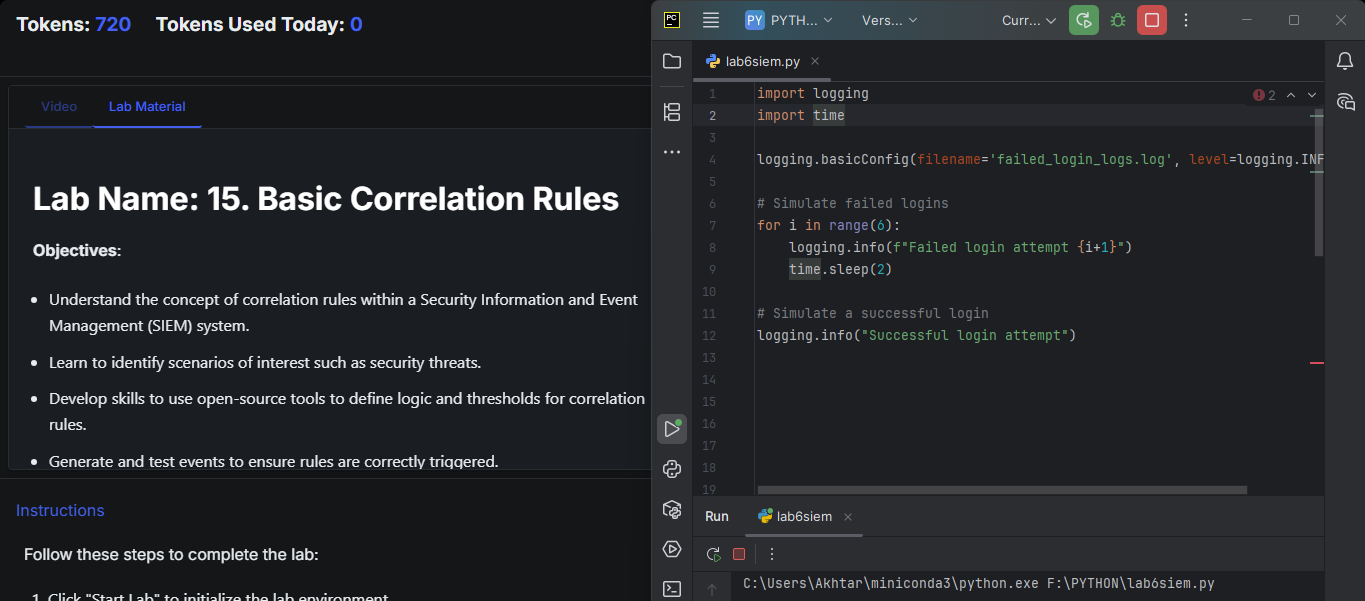 Tokens: 720 Tokens Used Today: 0
Video Lab Material
Lab Name: 15. Basic Correlation Rules
Objectives:
Understand the concept of correlation rules within a Security Information and Event
Management (SIEM) system.
Learn to identify scenarios of interest such as security threats.
Develop skills to use open-source tools to define logic and thresholds for correlation
rules.
Generate and test events to ensure rules are correctly triggered.
Instructions
Follow these steps to complete the lab:
1. Click "Start Lab" to initialize the lab environment.
PC PY PYTH... Vers... Curr...
lab6siem.py
2
1 import logging
2 import time
3
4 logging.basicConfig(filename='failed_login_logs.log', level=logging.INF
5
6 # Simulate failed logins
7 for i in range(6):
8 logging.info(f"Failed login attempt {i+1}")
9 time.sleep(2)
10
11 # Simulate a successful login
12 logging.info("Successful login attempt")
13
14
15
16
17
18
19
Run lab6siem
C:\Users\Akhtar\miniconda3\python.exe F:\PYTHON\lab6siem.py